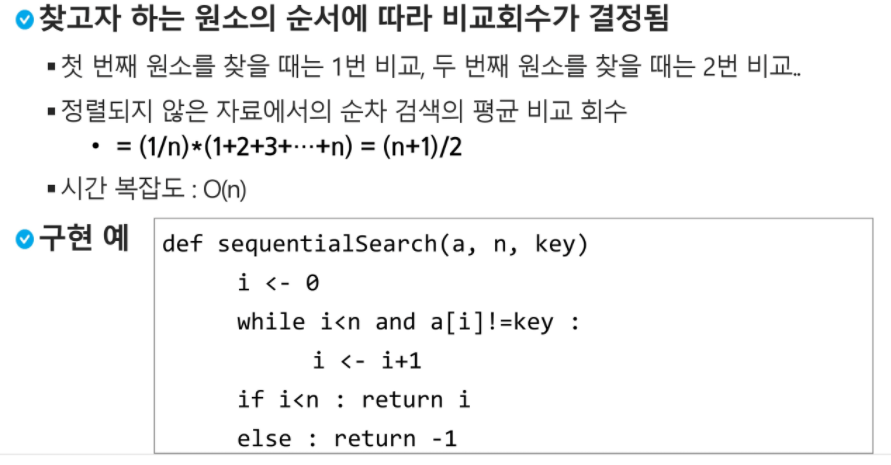 찾고자 하는 원소의 순서에 따라 비교회수가 결정됨
▪첫 번째 원소를 찾을 때는 1번 비교, 두 번째 원소를 찾을 때는 2번 비교..
▪정렬되지 않은 자료에서의 순차 검색의 평균 비교 회수
• = (1/n)*(1+2+3+⋯+n) = (n+1)/2
▪시간 복잡도 : O(n)
구현 예
def sequentialSearch(a, n, key)
i <- 0
while i<n and a[i]!=key :
i <- i+1
if i<n : return i
else : return -1